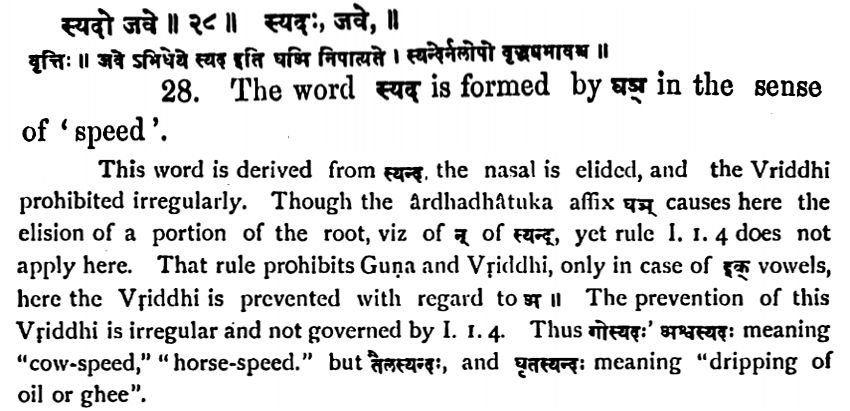 स्यदो जवे ॥ २८ ॥ स्यदः, जवे, ॥
वृत्तिः ॥ जवे ऽभिधेये स्यद इति घञि निपात्यते । स्यन्देर्नलोपो वृद्ध्यभावश्च ॥
28. The word स्यद is formed by घञ् in the sense
of ‘speed’.
This word is derived from स्यन्द्, the nasal is elided, and the Vriddhi
prohibited irregularly. Though the ârdhadhâtuka affix घञ् causes here the
elision of a portion of the root, viz of न् of स्यन्द्, yet rule I. 1. 4 does not
apply here. That rule prohibits Guṇa and Vṛiddhi, only in case of इक् vowels,
here the Vṛiddhi is prevented with regard to अ ॥ The prevention of this
Vṛiddhi is irregular and not governed by I. 1. 4. Thus गोस्यदः’ अश्वस्यदः meaning
“cow-speed,” “horse-speed.” but तैलस्यन्दः, and घृतस्यन्दः meaning “dripping of
oil or ghee”.